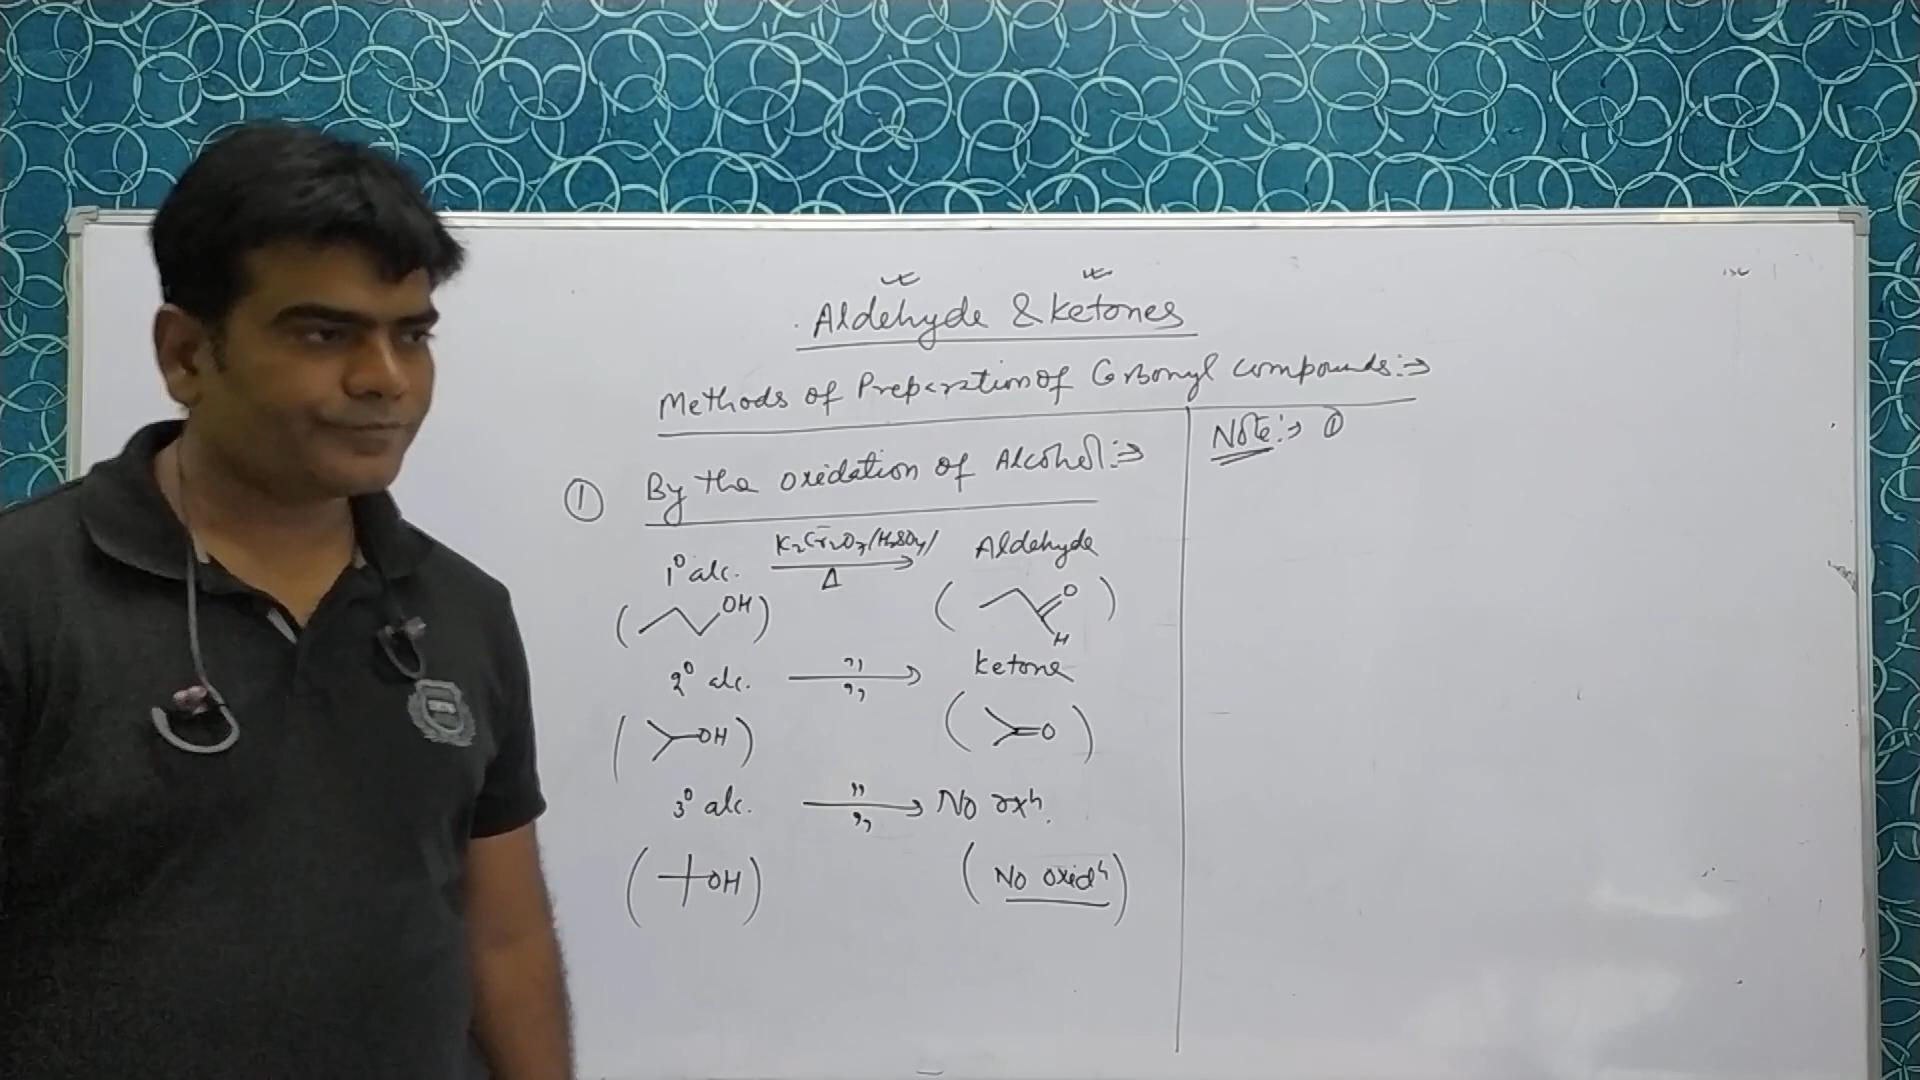 Aldehyde & Ketones
Methods of Preparation of Carbonyl compounds:→
① By the oxidation of Alcohol:→
1° alc. K₂Cr₂O₇/H₂SO₄/ Δ → Aldehyde
( OH ) ( O H )
2° alc. ,, ,, → Ketone
( OH ) ( =O )
3° alc. ,, ,, → No oxⁿ.
( OH ) ( No oxidⁿ )
Note:→ ①